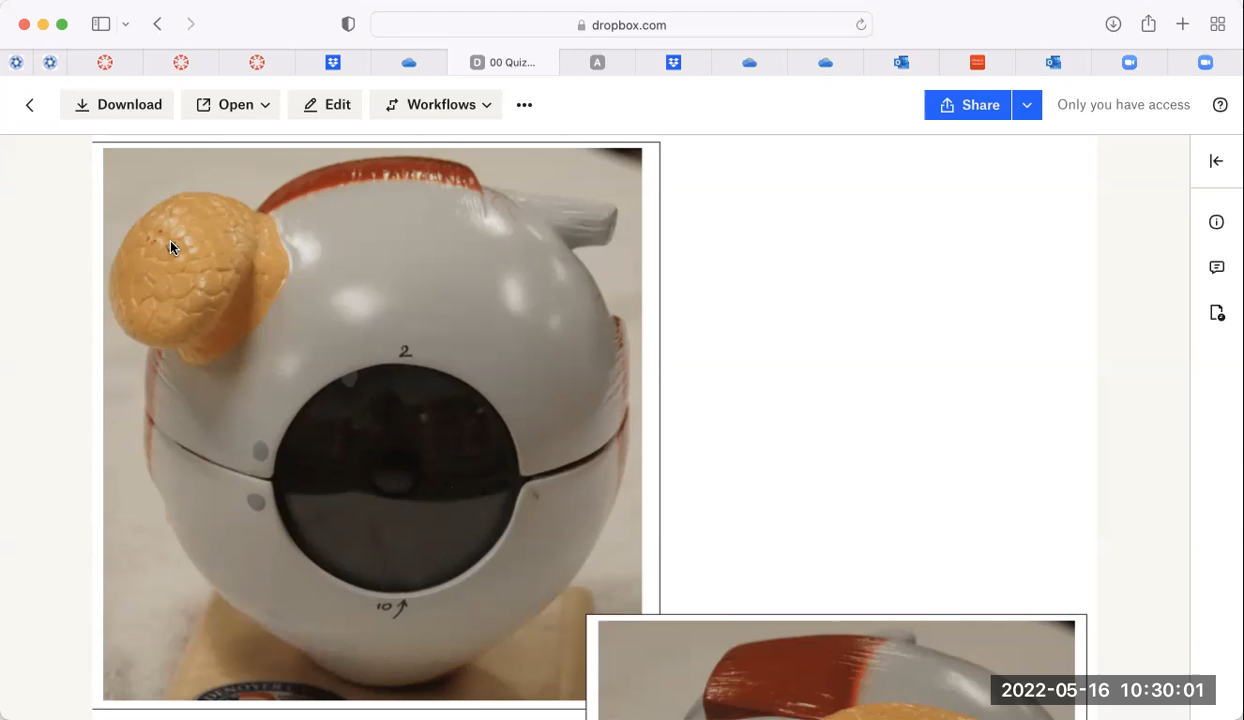 dropbox.com
D 00 Quiz...
A
Download
Open
Edit
Workflows
Share
Only you have access
2
10
2022-05-16 10:30:01